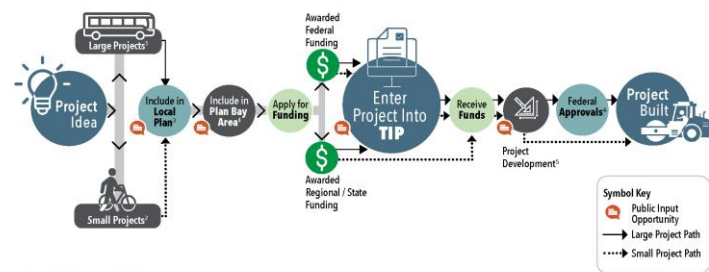 Large Projects¹
Project
Idea
Small Projects²
Include in
Local
Plan³
Include in
Plan Bay
Area⁴
Apply for
Funding
Awarded
Federal
Funding
$
$
Awarded
Regional / State
Funding
Enter
Project Into
TIP
Receive
Funds
Project
Development⁵
Federal
Approvals⁶
Project
Built
Symbol Key
Public Input
Opportunity
Large Project Path
Small Project Path